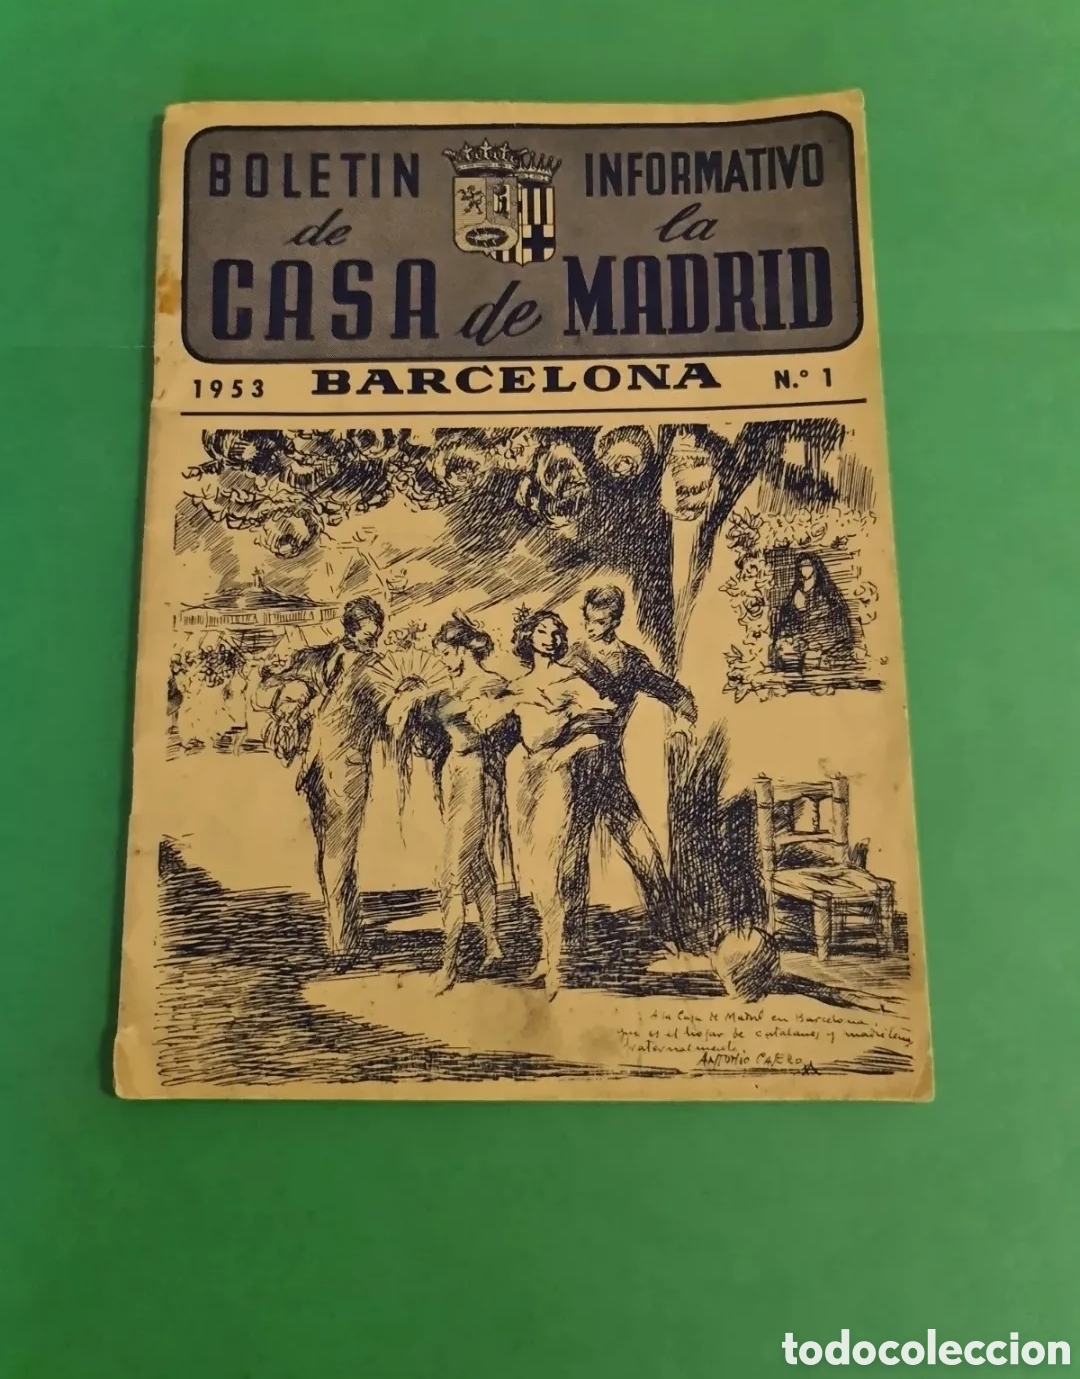 BOLETIN INFORMATIVO
de la
CASA de MADRID
1953 BARCELONA N.º 1
A la Casa de Madrid en Barcelona,
que es el hogar de catalanes y madrileños
fraternalmente.
ANTONIO CAJERO
todocoleccion